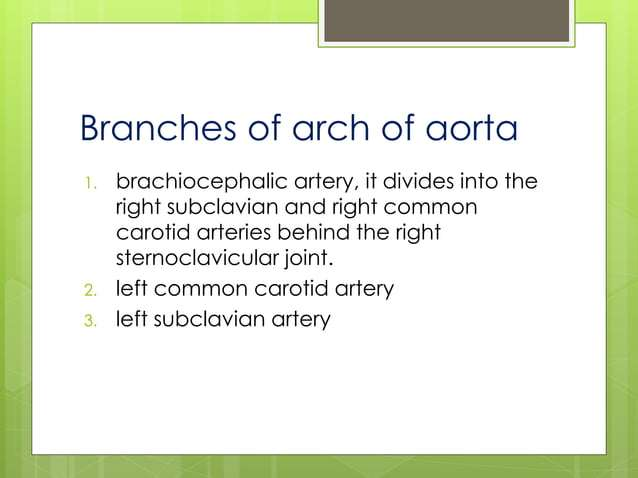 Branches of arch of aorta
1. brachiocephalic artery, it divides into the
right subclavian and right common
carotid arteries behind the right
sternoclavicular joint.
2. left common carotid artery
3. left subclavian artery